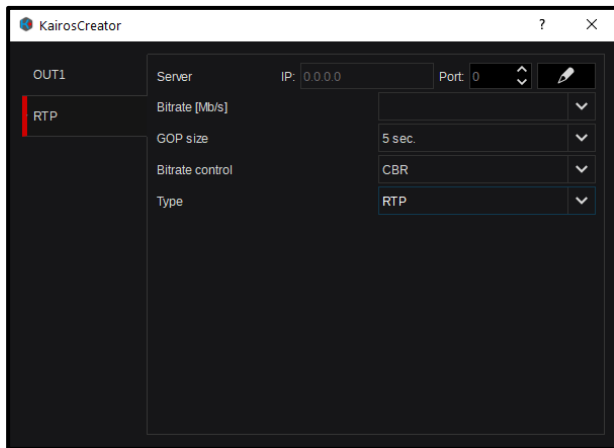 KairosCreator ?
OUT1
RTP
Server IP: 0.0.0.0 Port: 0
Bitrate [Mb/s]
GOP size 5 sec.
Bitrate control CBR
Type RTP